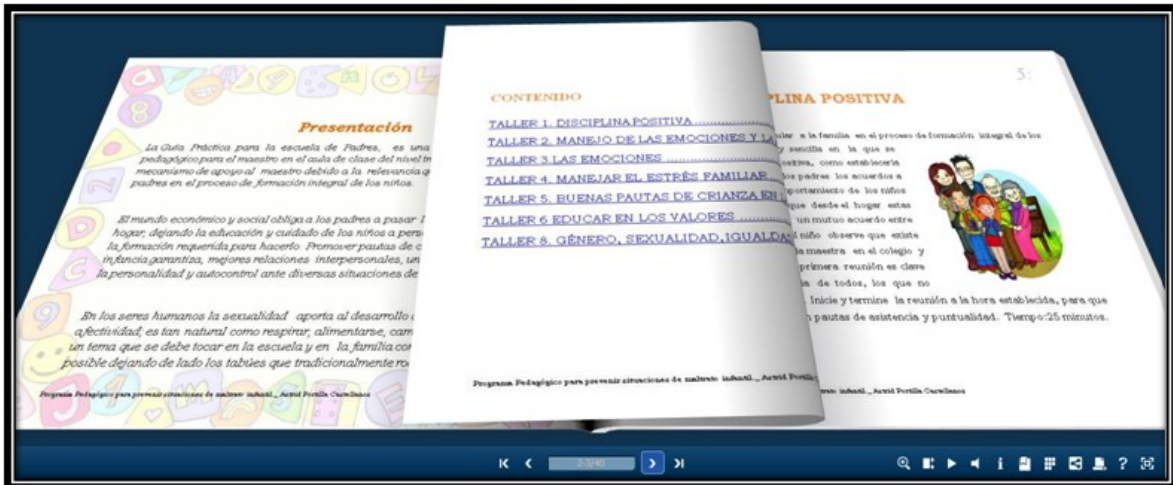 Presentación
La Guía Práctica para la escuela de Padres, es una
pedagógico para el maestro en el aula de clase del nivel
mecanismo de apoyo al maestro debido a la relevancia
padres en el proceso de formación integral de los niños.
El mundo económico y social obliga a los padres a pasar
hogar, dejando la educación y cuidado de los niños a
la formación requerida para hacerlo. Promover pautas de
infancia garantiza, mejores relaciones interpersonales,
la personalidad y autocontrol ante diversas situaciones de
En los seres humanos la sexualidad aporta al desarrollo
afectividad, es tan natural como respirar, alimentarse,
un tema que se debe tocar en la escuela y en la familia
posible dejando de lado los tabúes que tradicionalmente
Programa Pedagógico para prevenir situaciones de maltrato infantil._ Astrid Portilla Castellanos
CONTENIDO
TALLER 1. DISCIPLINA POSITIVA
TALLER 2. MANEJO DE LAS EMOCIONES Y LA
TALLER 3.LAS EMOCIONES
TALLER 4. MANEJAR EL ESTRÉS FAMILIAR
TALLER 5. BUENAS PAUTAS DE CRIANZA EN
TALLER 6 EDUCAR EN LOS VALORES
TALLER 8. GÉNERO, SEXUALIDAD, IGUALDA
Programa Pedagógico para prevenir situaciones de maltrato infantil._ Astrid
5:
PLINA POSITIVA
a la familia en el proceso de formación integral de los
y sencilla en la que se
como establecería
los padres los acuerdos a
de los niños
que desde el hogar estas
un mutuo acuerdo entre
niño observe que existe
la maestra en el colegio y
primera reunión es clave
de todos, los que no
Inicie y termine la reunión a la hora establecida, para que
pautas de asistencia y puntualidad. Tiempo:25 minutos.
infantil._ Astrid Portilla Castellanos
2-3/40